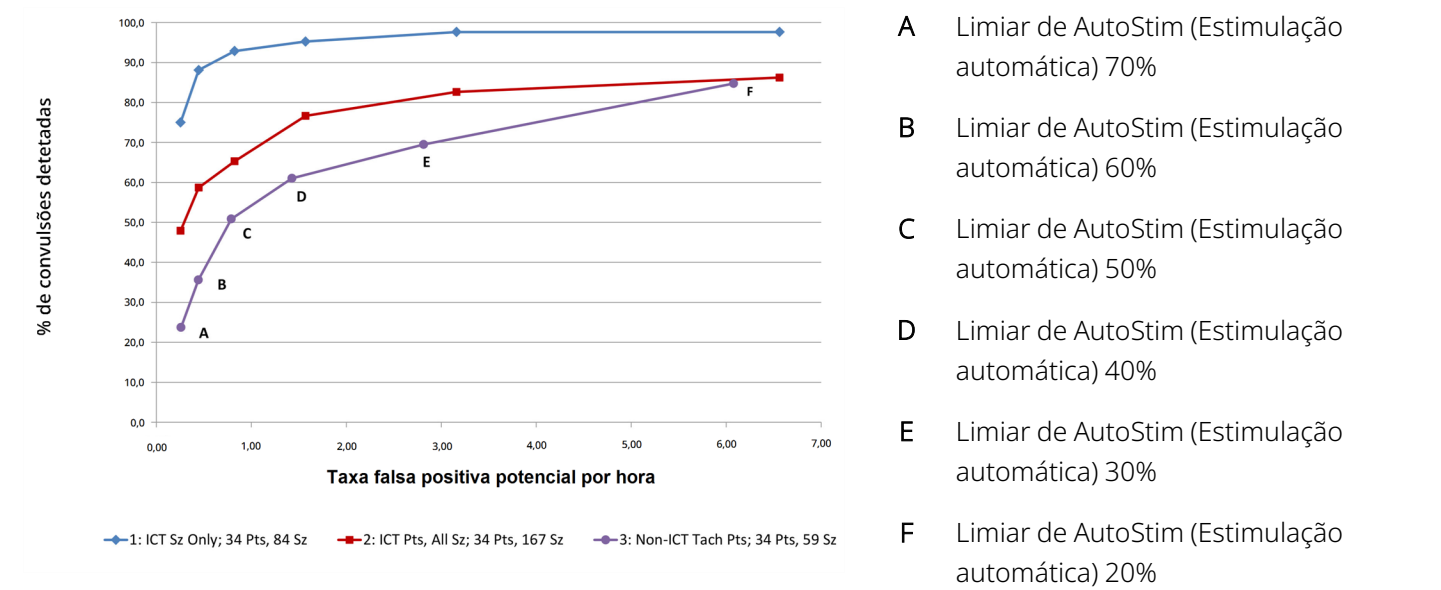 100,0
90,0
80,0
70,0
60,0
50,0
40,0
30,0
20,0
10,0
0,0
% de convulsões detetadas
A
B
C
D
E
F
0,00 1,00 2,00 3,00 4,00 5,00 6,00 7,00
Taxa falsa positiva potencial por hora
1: ICT Sz Only; 34 Pts, 84 Sz 2: ICT Pts, All Sz; 34 Pts, 167 Sz 3: Non-ICT Tach Pts; 34 Pts, 59 Sz
A Limiar de AutoStim (Estimulação
automática) 70%
B Limiar de AutoStim (Estimulação
automática) 60%
C Limiar de AutoStim (Estimulação
automática) 50%
D Limiar de AutoStim (Estimulação
automática) 40%
E Limiar de AutoStim (Estimulação
automática) 30%
F Limiar de AutoStim (Estimulação
automática) 20%